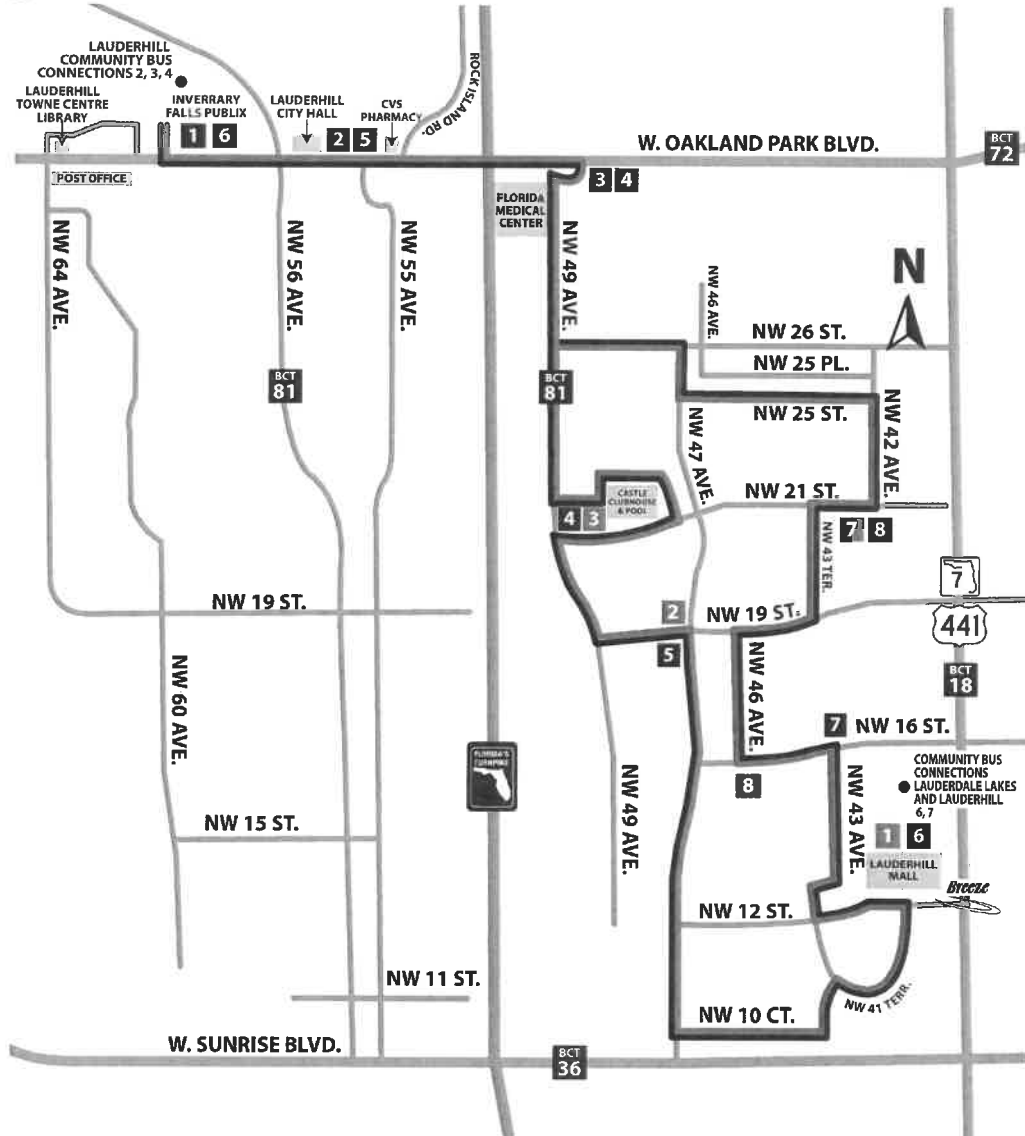 LAUDERHILL
COMMUNITY BUS
CONNECTIONS 2, 3, 4
LAUDERHILL
TOWNE CENTRE
LIBRARY
INVERRARY
FALLS PUBLIX
1 6
LAUDERHILL
CITY HALL
2 5
CVS
PHARMACY
ROCK ISLAND RD.
W. OAKLAND PARK BLVD.
BCT
72
POST OFFICE
3 4
FLORIDA
MEDICAL
CENTER
NW 64 AVE.
NW 56 AVE.
NW 55 AVE.
NW 49 AVE.
NW 46 AVE.
N
NW 26 ST.
NW 25 PL.
BCT
81
BCT
81
NW 25 ST.
NW 42 AVE.
NW 47 AVE.
NW 21 ST.
CASTLE
CLUBHOUSE
& POOL
4 3
7 8
NW 43 TER.
7
NW 19 ST.
2
NW 19 ST.
441
5
BCT
18
NW 60 AVE.
NW 46 AVE.
7
NW 16 ST.
FLORIDA'S
TURNPIKE
8
COMMUNITY BUS
CONNECTIONS
LAUDERDALE LAKES
AND LAUDERHILL
6, 7
NW 49 AVE.
NW 43 AVE.
NW 15 ST.
1 6
LAUDERHILL
MALL
Breeze
NW 12 ST.
NW 11 ST.
NW 41 TERR.
NW 10 CT.
W. SUNRISE BLVD.
BCT
36